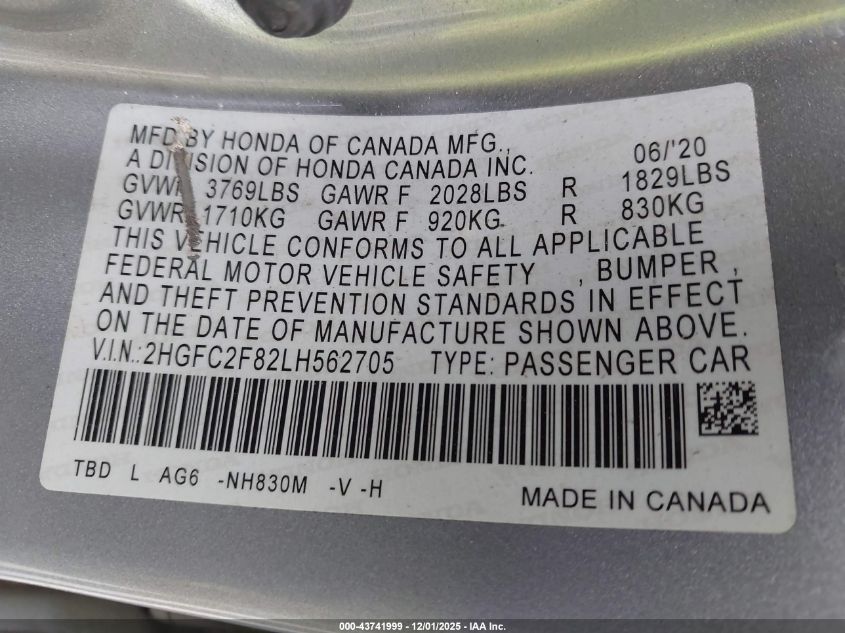 MFD BY HONDA OF CANADA MFG., 06/'20
A DIVISION OF HONDA CANADA INC.
GVWR 3769LBS GAWR F 2028LBS R 1829LBS
GVWR 1710KG GAWR F 920KG R 830KG
THIS VEHICLE CONFORMS TO ALL APPLICABLE
FEDERAL MOTOR VEHICLE SAFETY , BUMPER ,
AND THEFT PREVENTION STANDARDS IN EFFECT
ON THE DATE OF MANUFACTURE SHOWN ABOVE.
V.I.N.: 2HGFC2F82LH562705 TYPE: PASSENGER CAR
TBD L AG6 -NH830M -V -H
MADE IN CANADA
000-43741999 - 12/01/2025 - IAA Inc.